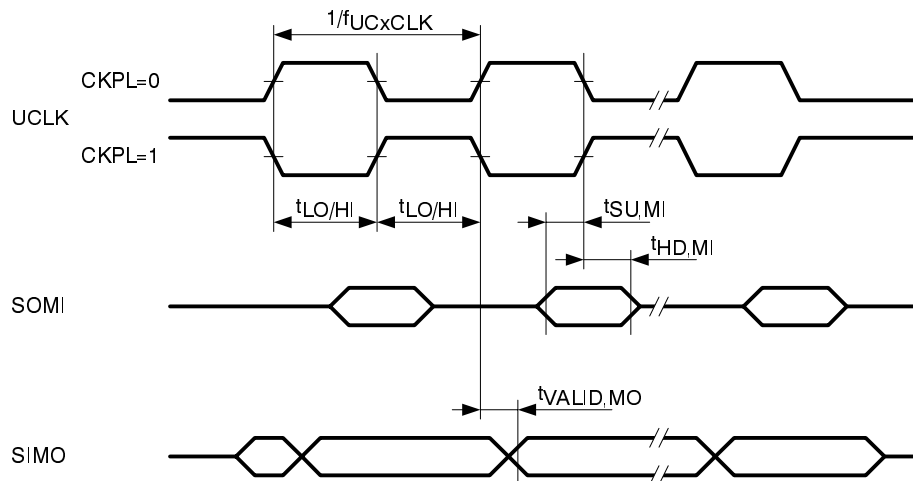 1/fUCxCLK
CKPL=0
UCLK
CKPL=1
tLO/HI tLO/HI tSU,MI
tHD,MI
SOMI
tVALID,MO
SIMO